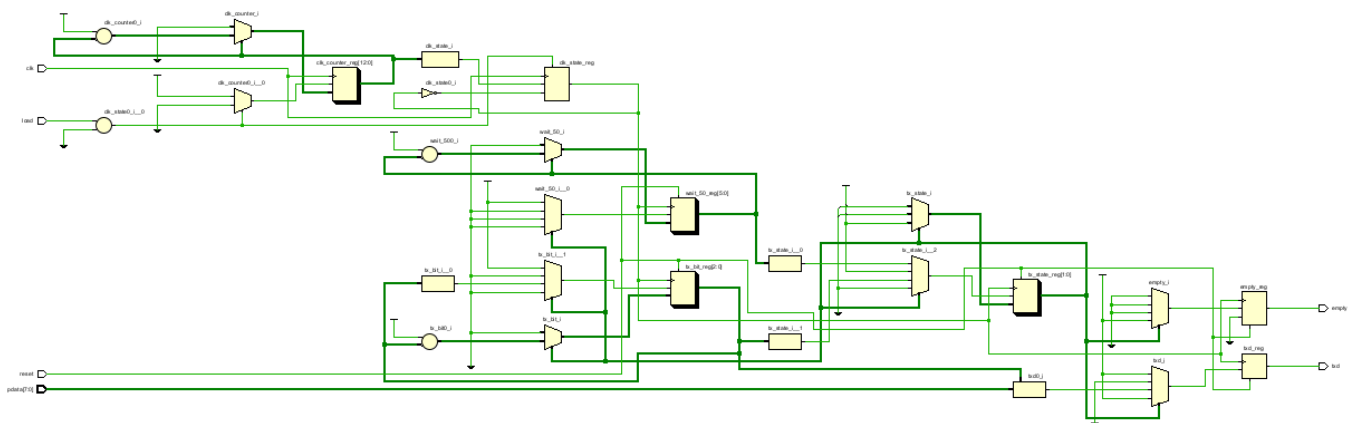 clk_counter_i
clk_counter0_i
clk_state_i
clk_counter_reg[12:0]
clk_state_reg
clk
clk_counter0_i__0
clk_state0_i
clk_state0_i__0
load
wait_50_i
wait_500_i
wait_50_i__0
wait_50_reg[5:0]
tx_state_i
tx_state_i__0
tx_state_i__2
tx_bit_i__1
tx_bit_i__0
tx_bit_reg[2:0]
tx_state_reg[1:0]
empty_i
empty_reg
empty
tx_bit_i
tx_bit0_i
tx_state_i__1
txd_reg
txd_i
txd
reset
txd0_i
pdata[7:0]